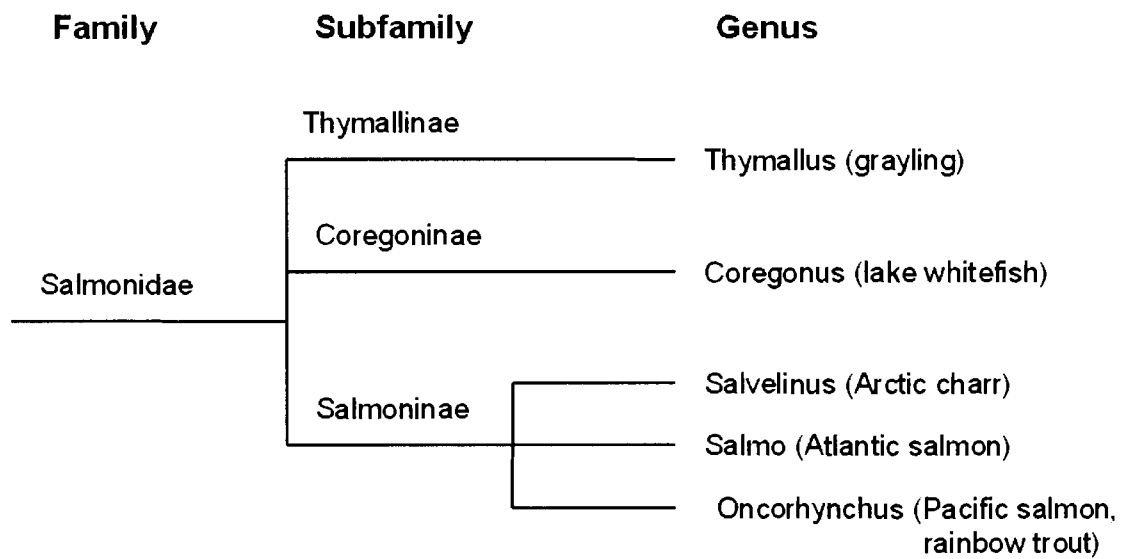 Family Subfamily Genus
Thymallinae
Thymallus (grayling)
Coregoninae
Coregonus (lake whitefish)
Salmonidae
Salvelinus (Arctic charr)
Salmoninae
Salmo (Atlantic salmon)
Oncorhynchus (Pacific salmon,
rainbow trout)